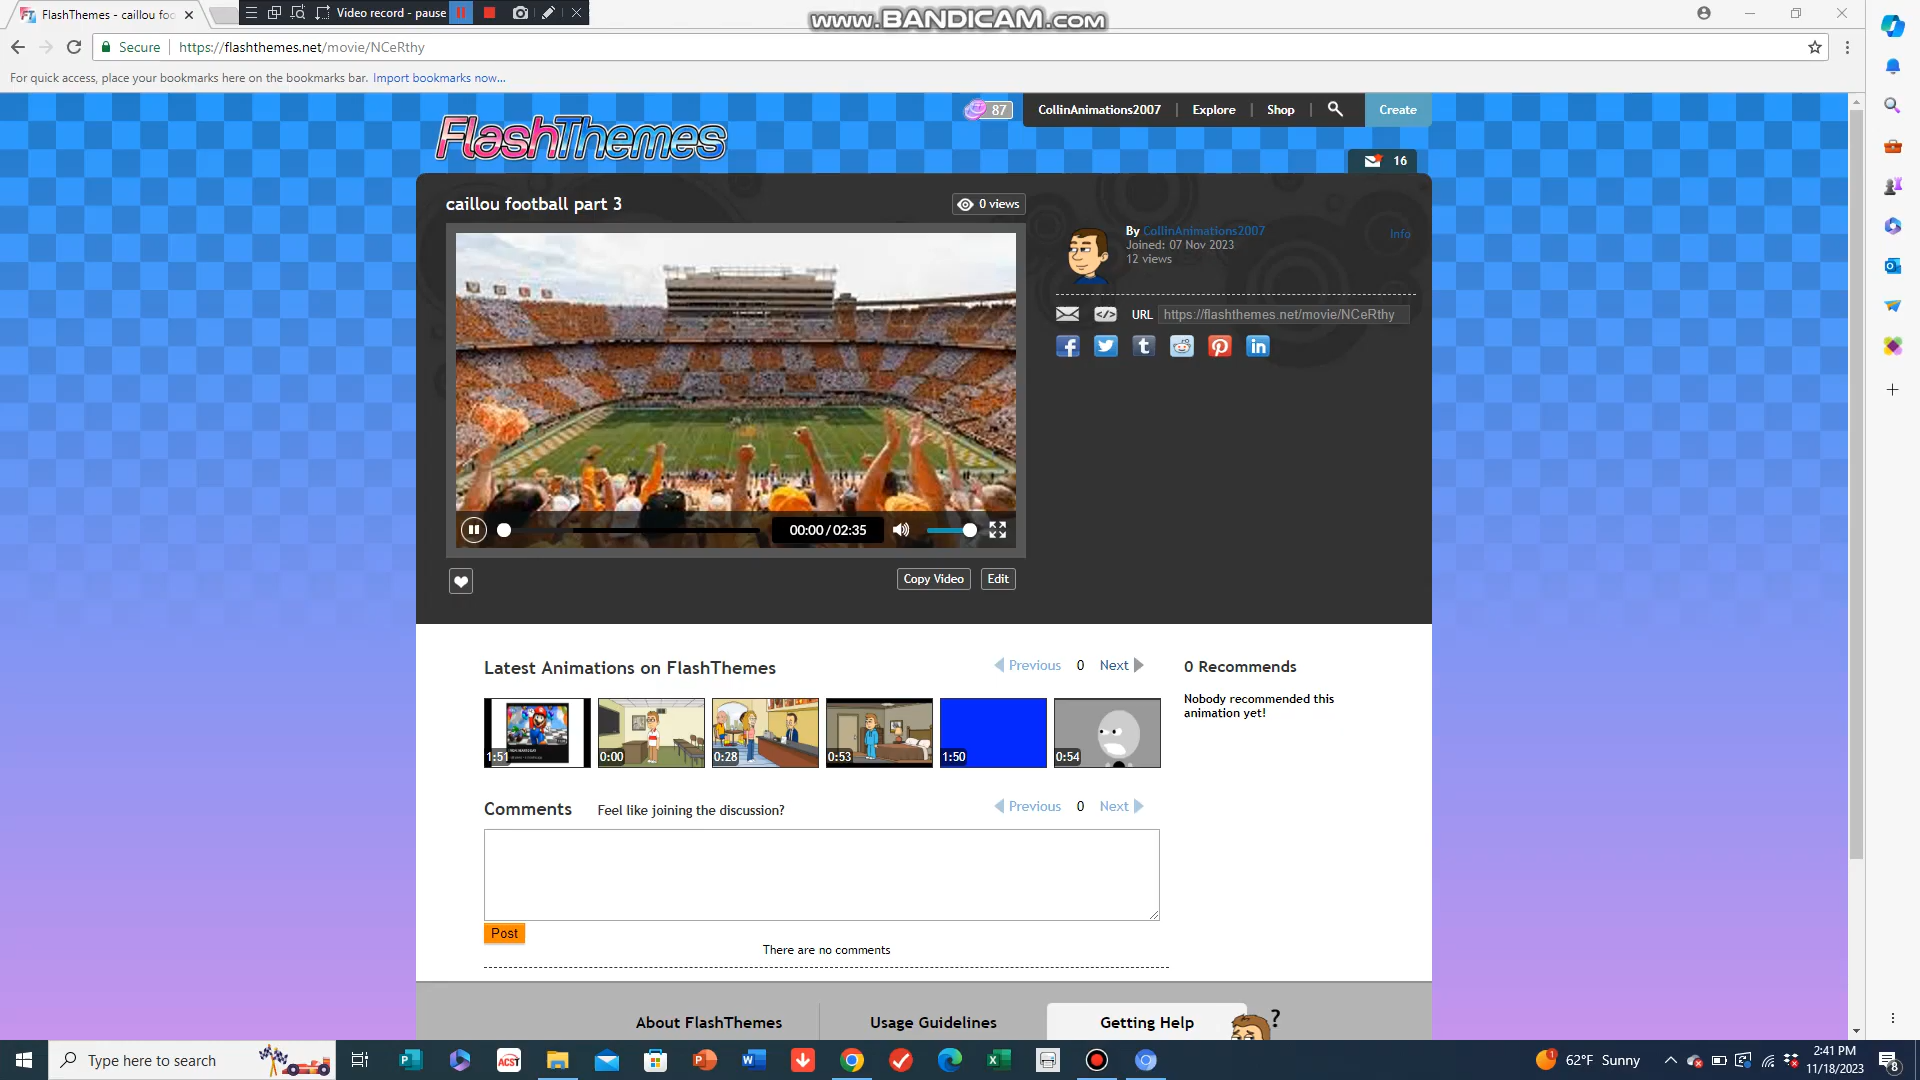 FlashThemes - caillou foo
Video record - pause
WWW.BANDICAM.COM
Secure
https://flashthemes.net/movie/NCeRthy
For quick access, place your bookmarks here on the bookmarks bar. Import bookmarks now...
FlashThemes
87
CollinAnimations2007
Explore
Shop
Create
16
caillou football part 3
0 views
By CollinAnimations2007
Info
Joined: 07 Nov 2023
12 views
URL https://flashthemes.net/movie/NCeRthy
00:00 / 02:35
Copy Video
Edit
Latest Animations on FlashThemes
Previous 0 Next
0 Recommends
Nobody recommended this
animation yet!
1:51
0:00
0:28
0:53
1:50
0:54
Comments
Feel like joining the discussion?
Previous 0 Next
Post
There are no comments
About FlashThemes
Usage Guidelines
Getting Help
?
Type here to search
ACST
62°F Sunny
2:41 PM
11/18/2023
8